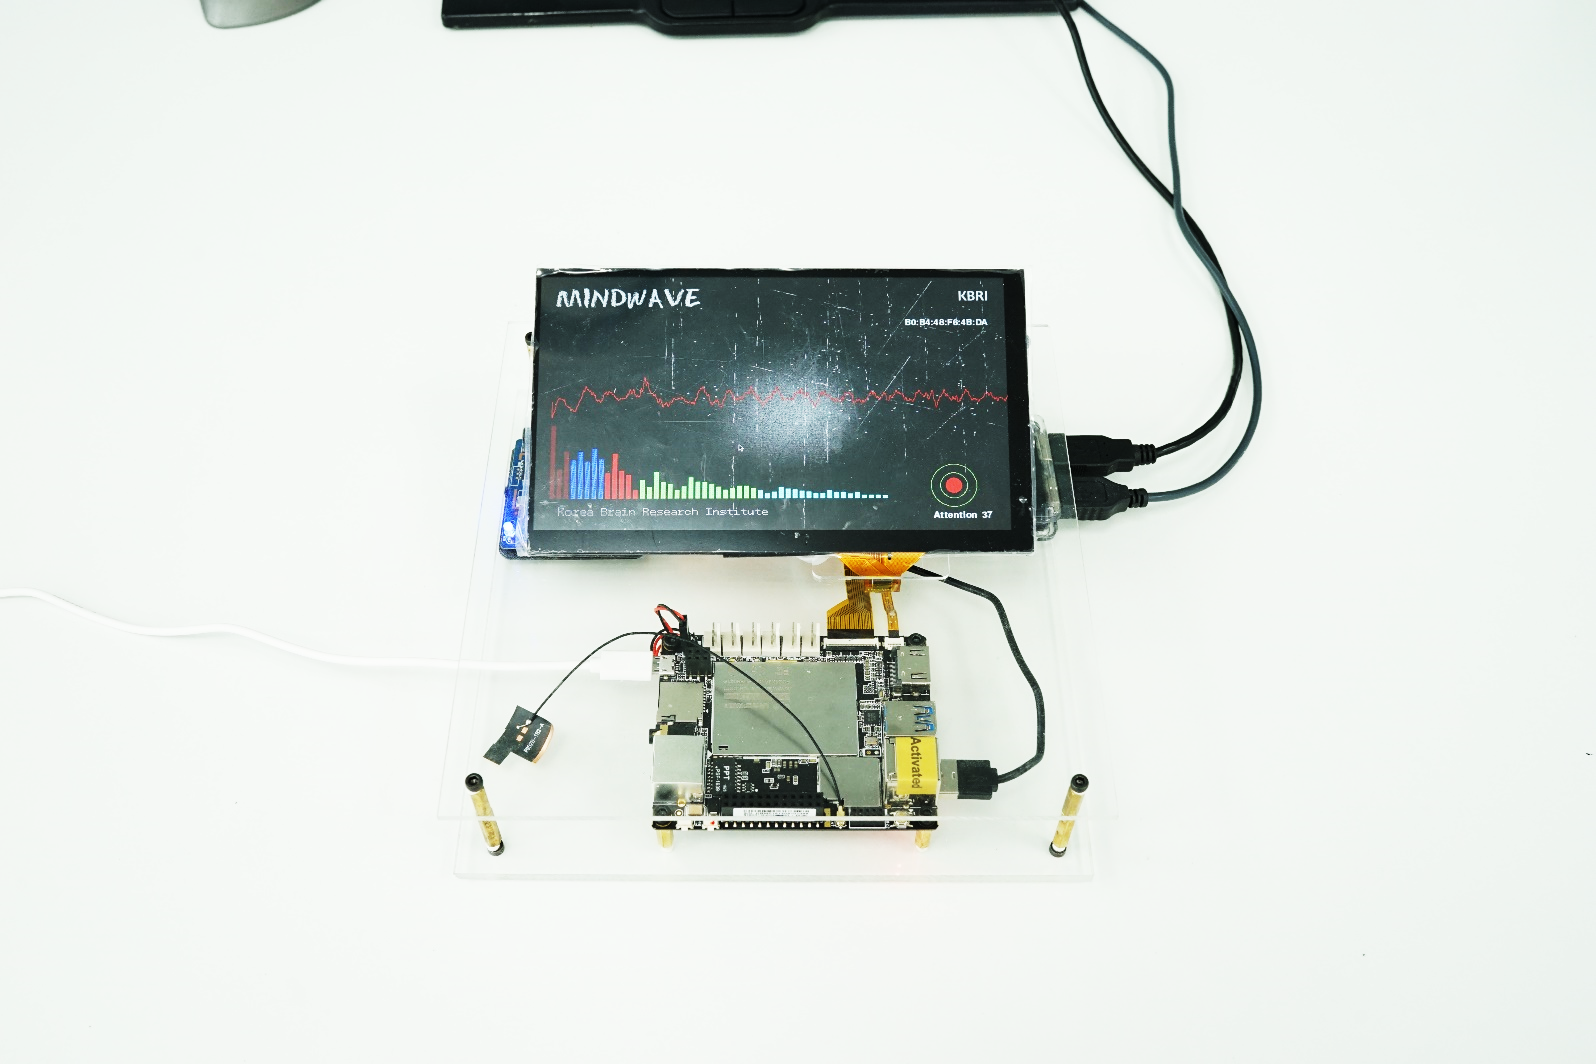 MINDWAVE
KBRI
B0:B4:48:F6:4B:DA
Korea Brain Research Institute
Attention 37
Activated